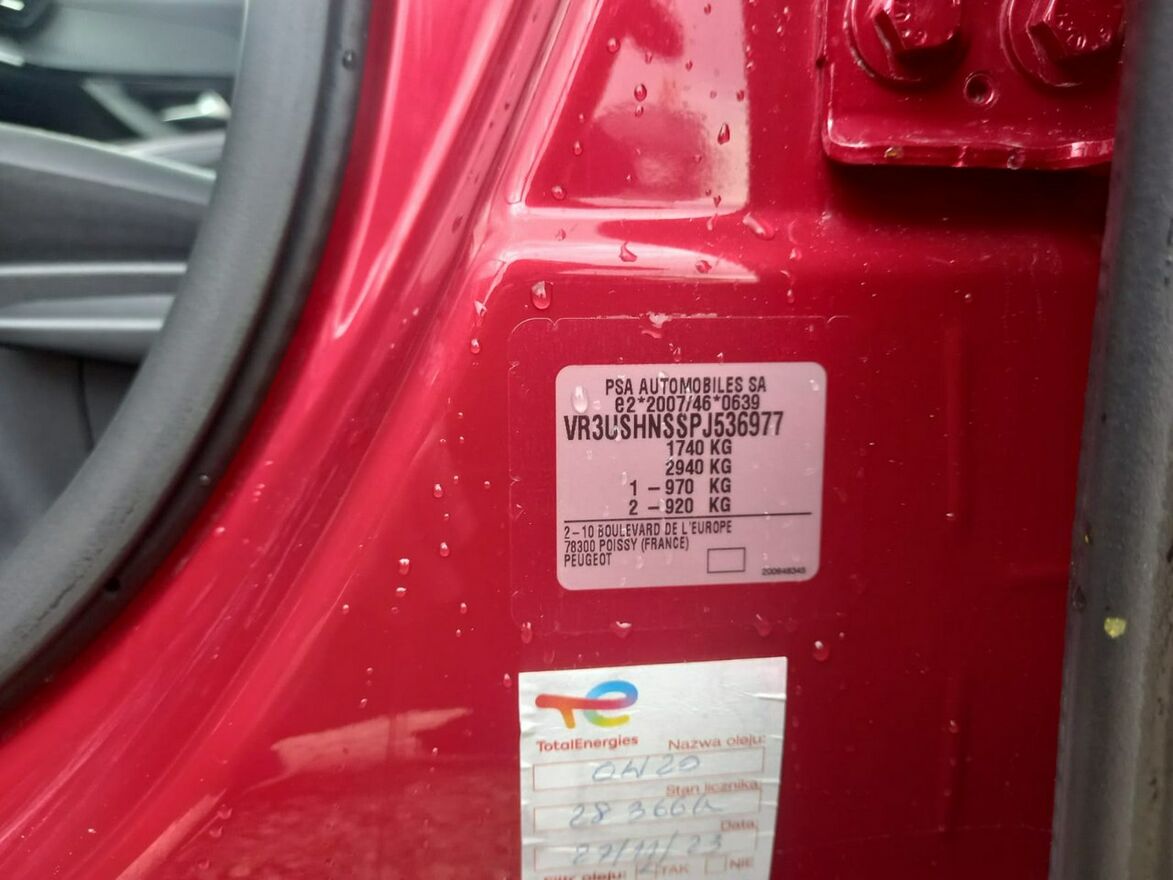 PSA AUTOMOBILES SA
e2*2007/46*0639
VR3USHNSSPJ536977
1740 KG
2940 KG
1 – 970 KG
2 – 920 KG
2 – 10 BOULEVARD DE L'EUROPE
78300 POISSY (FRANCE)
PEUGEOT
TotalEnergies
Nazwa oleju:
0W20
Stan licznika
28 366
Data
27/11/23
TAK
NIE